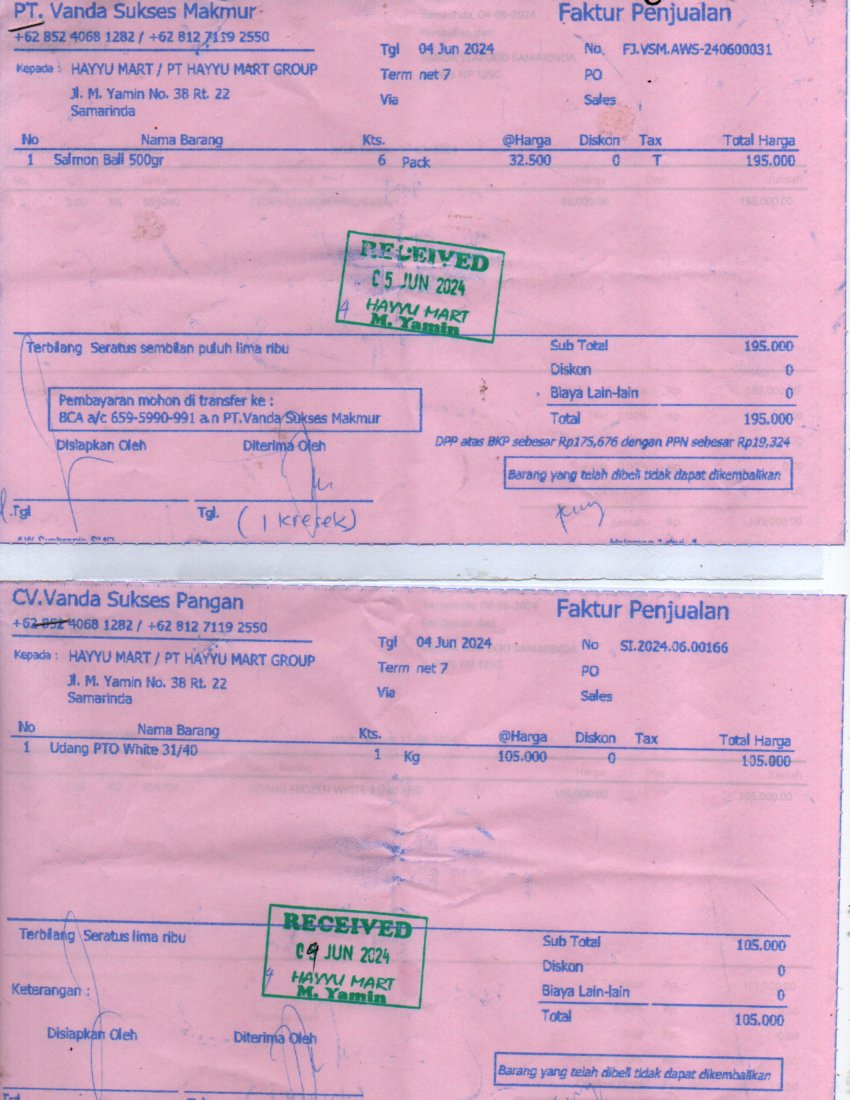 PT. Vanda Sukses Makmur
Faktur Penjualan
+62 852 4068 1282 / +62 812 7119 2550
Tgl 04 Jun 2024
No. FJ.VSM.AWS-240600031
Kepada : HAYYU MART / PT HAYYU MART GROUP
Term net 7
PO
Jl. M. Yamin No. 38 Rt. 22
Via
Sales
Samarinda
No Nama Barang Kts. @Harga Diskon Tax Total Harga
1 Salmon Bali 500gr 6 Pack 32.500 0 T 195.000
RECEIVED
05 JUN 2024
HAYYU MART
M. Yamin
Terbilang Seratus sembilan puluh lima ribu
Sub Total 195.000
Diskon 0
Biaya Lain-lain 0
Total 195.000
Pembayaran mohon di transfer ke :
BCA a/c 659-5990-991 a.n PT.Vanda Sukses Makmur
DPP atas BKP sebesar Rp175,676 dengan PPN sebesar Rp19,324
Disiapkan Oleh Diterima Oleh
Barang yang telah dibeli tidak dapat dikembalikan
Tgl Tgl. (1 kresek)
CV.Vanda Sukses Pangan
Faktur Penjualan
+62 852 4068 1282 / +62 812 7119 2550
Tgl 04 Jun 2024
No SI.2024.06.00166
Kepada : HAYYU MART / PT HAYYU MART GROUP
Term net 7
PO
Jl. M. Yamin No. 38 Rt. 22
Via
Sales
Samarinda
No Nama Barang Kts. @Harga Diskon Tax Total Harga
1 Udang PTO White 31/40 1 Kg 105.000 0 105.000
RECEIVED
JUN 2024
HAYYU MART
M. Yamin
Terbilang Seratus lima ribu
Sub Total 105.000
Diskon 0
Keterangan :
Biaya Lain-lain 0
Total 105.000
Disiapkan Oleh Diterima Oleh
Barang yang telah dibeli tidak dapat dikembalikan